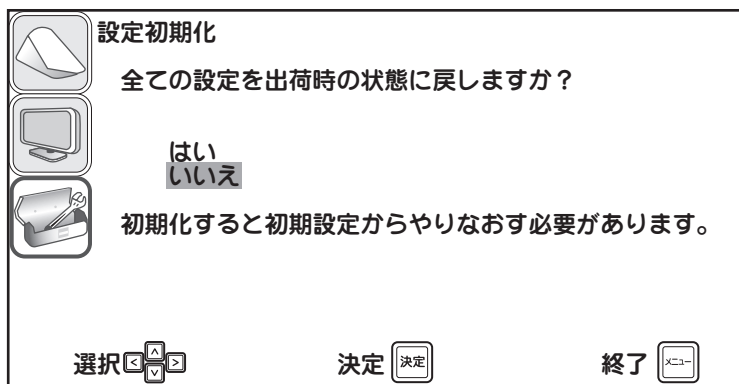 設定初期化
全ての設定を出荷時の状態に戻しますか？
はい
いいえ
初期化すると初期設定からやりなおす必要があります。
選択 決定 決定 終了 メニュー